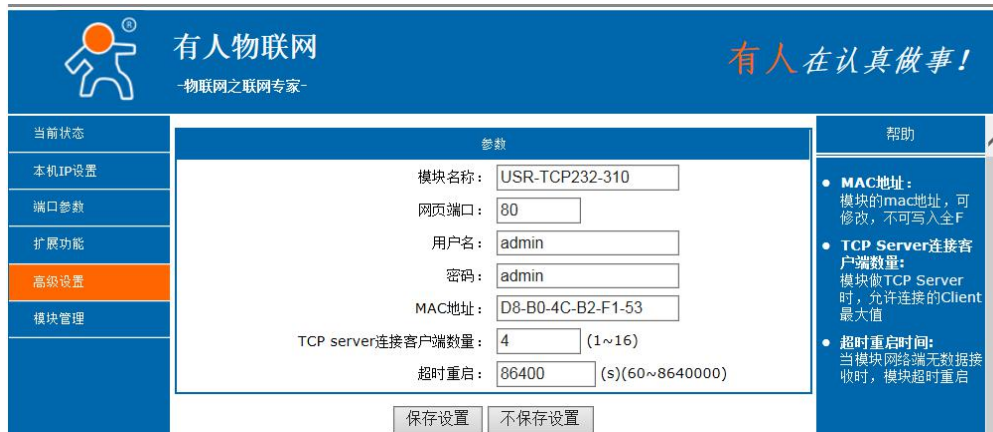 ®
有人物联网
-物联网之联网专家-
有人在认真做事!
当前状态
本机IP设置
端口参数
扩展功能
高级设置
模块管理
参数
模块名称: USR-TCP232-310
网页端口: 80
用户名: admin
密码: admin
MAC地址: D8-B0-4C-B2-F1-53
TCP server连接客户端数量: 4 (1~16)
超时重启: 86400 (s)(60~8640000)
保存设置 不保存设置
帮助
● MAC地址:
模块的mac地址，可
修改，不可写入全F
● TCP Server连接客
户端数量:
模块做TCP Server
时，允许连接的Client
最大值
● 超时重启时间:
当模块网络端无数据接
收时，模块超时重启